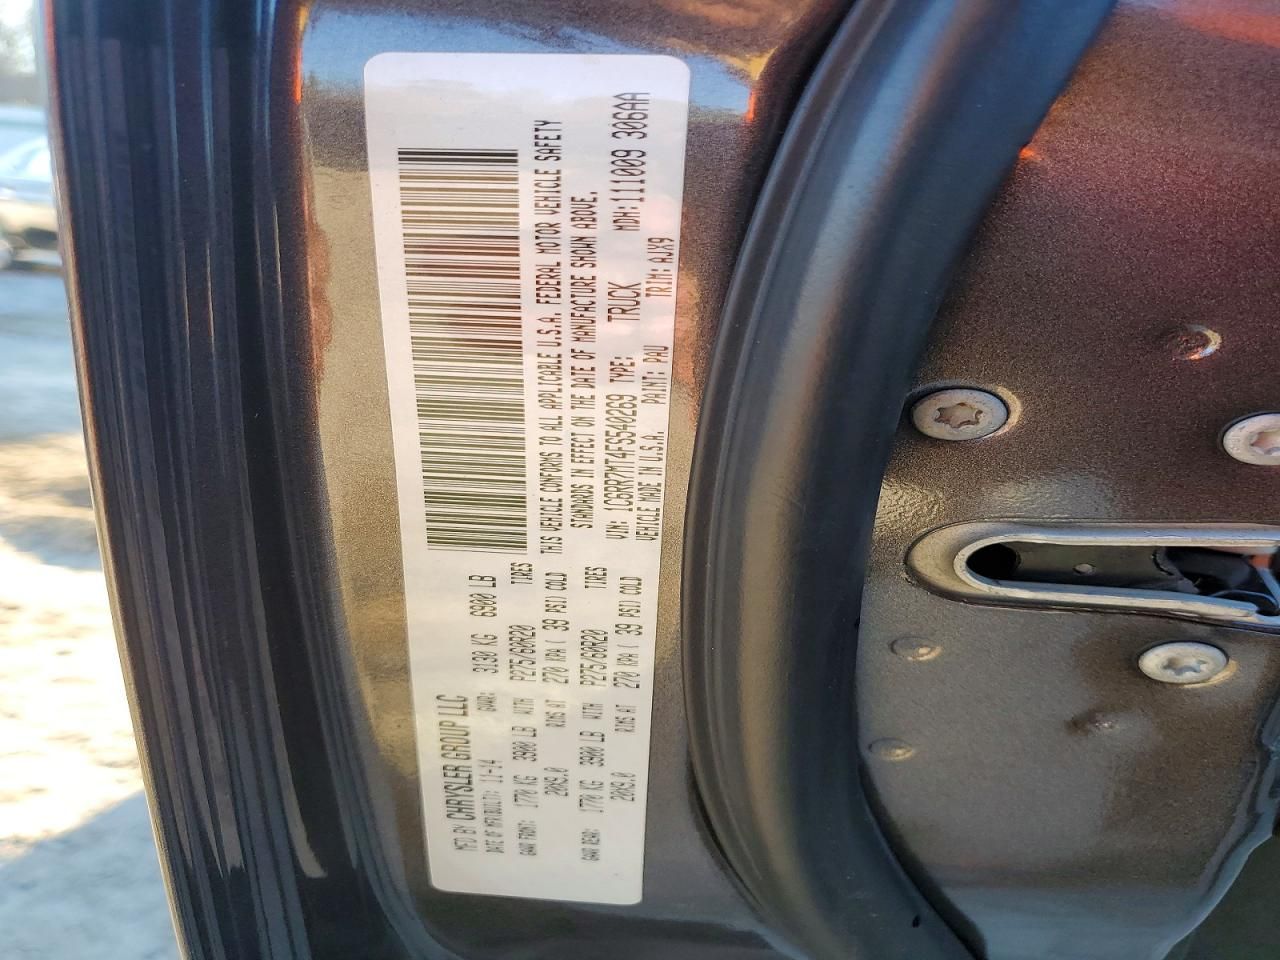 MFD BY CHRYSLER GROUP LLC
DATE OF MFR(BUILT): 11-14 GVWR: 3130 KG 6900 LB
GAWR FRONT: 1770 KG 3900 LB WITH P275/60R20 TIRES
20X9.0 RIMS AT 270 KPA ( 39 PSI) COLD
GAWR REAR: 1770 KG 3900 LB WITH P275/60R20 TIRES
20X9.0 RIMS AT 270 KPA ( 39 PSI) COLD
THIS VEHICLE CONFORMS TO ALL APPLICABLE U.S.A. FEDERAL MOTOR VEHICLE SAFETY
STANDARDS IN EFFECT ON THE DATE OF MANUFACTURE SHOWN ABOVE.
VIN: 1C6RR7MT4FS540269 TYPE: TRUCK MDH:111009 306AA
VEHICLE MADE IN U.S.A. PAINT: PAU TRIM: AJX9